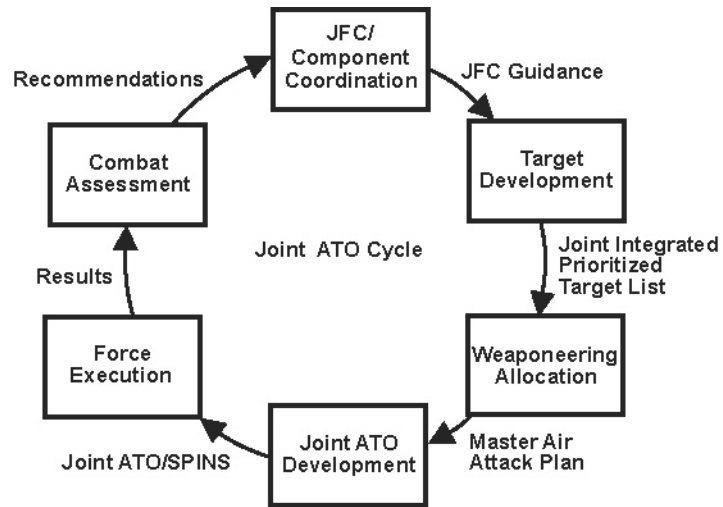 JFC/
Component
Coordination
JFC Guidance
Target
Development
Joint Integrated
Prioritized
Target List
Weaponeering
Allocation
Master Air
Attack Plan
Joint ATO
Development
Joint ATO/SPINS
Force
Execution
Results
Combat
Assessment
Recommendations
Joint ATO Cycle